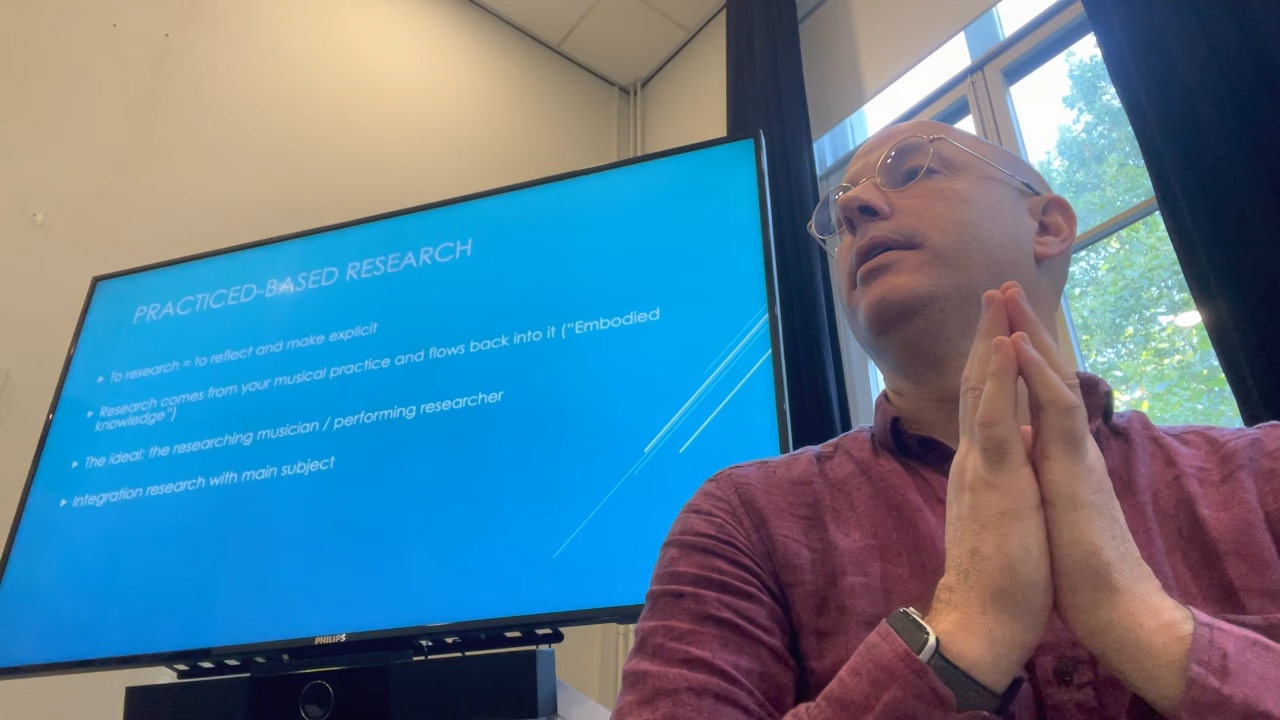 PRACTICED-BASED RESEARCH
To research = to reflect and make explicit
Research comes from your musical practice and flows back into it ("Embodied
knowledge")
The ideal: the researching musician / performing researcher
Integration research with main subject
PHILIPS